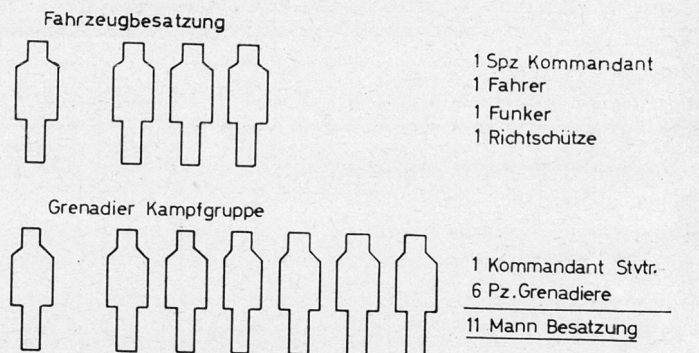 Fahrzeugbesatzung
1 Spz Kommandant
1 Fahrer
1 Funker
1 Richtschütze
Grenadier Kampfgruppe
1 Kommandant Stvtr.
6 Pz.Grenadiere
11 Mann Besatzung